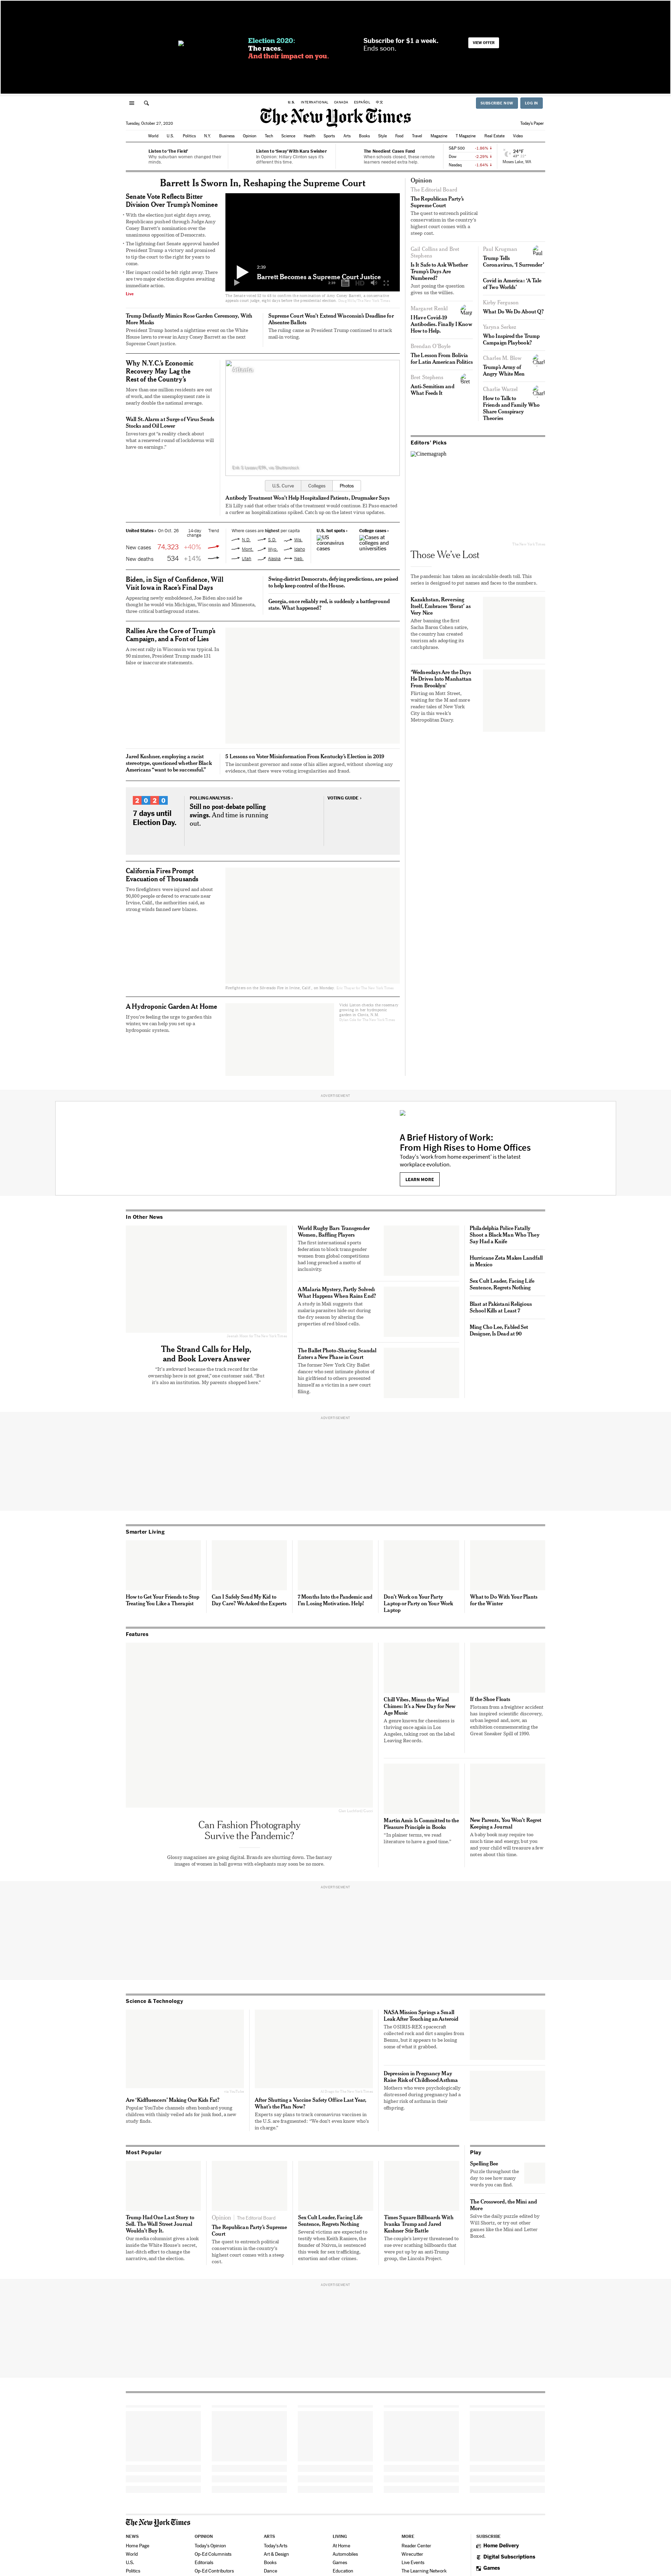 Election 2020:
The races.
And their impact on you.
Subscribe for $1 a week.
Ends soon.
VIEW OFFER
U.S. INTERNATIONAL CANADA ESPAÑOL 中文
SUBSCRIBE NOW LOG IN
The New York Times
Tuesday, October 27, 2020
Today's Paper
World U.S. Politics N.Y. Business Opinion Tech Science Health Sports Arts Books Style Food Travel Magazine T Magazine Real Estate Video
Listen to 'The Field'
Why suburban women changed their minds.
Listen to 'Sway' With Kara Swisher
In Opinion: Hillary Clinton says it's different this time.
The Neediest Cases Fund
When schools closed, these remote learners needed extra help.
S&P 500 -1.86%
Dow -2.29%
Nasdaq -1.64%
24°F
Moses Lake, WA
Barrett Is Sworn In, Reshaping the Supreme Court
Senate Vote Reflects Bitter
Division Over Trump's Nominee
With the election just eight days away, Republicans pushed through Judge Amy Coney Barrett's confirmation over the unanimous opposition of Democrats.
The lightning-fast Senate approval handed President Trump a victory and promised to tip the court to the right for years to come.
Her impact could be felt right away. There are two major election disputes awaiting immediate action.
Live
3:39
Barrett Becomes a Supreme Court Justice
Trump Defiantly Mimics Rose Garden Ceremony, With More Masks
President Trump hosted a nighttime event on the White House lawn to swear in Amy Coney Barrett on the next Supreme Court justice.
Supreme Court Won't Extend Wisconsin's Deadline for Absentee Ballots
The ruling came as President Trump continued to attack mail-in voting.
Why N.Y.C.'s Economic
Recovery May Lag the
Rest of the Country's
More than one million residents are out of work, and the unemployment rate is nearly double the national average.
Wall St. Alarm at Surge of Virus Sends Stocks and Oil Lower
Investors got "a reality check about what a renewed round of lockdowns will have on earnings."
U.S. Curve Collages Photos
Antibody Treatment Won't Help Hospitalized Patients, Drugmaker Says
Eli Lilly said that other trials of the treatment would continue. El Paso enacted a curfew as hospitalizations spiked. Catch up on the latest virus updates.
United States › On Oct. 26 14-day change Trend
New cases 74,323 +40%
New deaths 534 +14%
Where cases are highest per capita
N.D. S.D. Wis.
Mont. Wyo. Idaho
Utah Alaska Neb.
U.S. hot spots ›
US coronavirus cases
College cases ›
Cases at colleges and universities
Biden, in Sign of Confidence, Will
Visit Iowa in Race's Final Days
Appearing newly emboldened, Joe Biden also said he thought he would win Michigan, Wisconsin and Minnesota, three critical battleground states.
Swing-district Democrats, defying predictions, are poised to help keep control of the House.
Georgia, once reliably red, is suddenly a battleground state. What happened?
Rallies Are the Core of Trump's
Campaign, and a Font of Lies
A recent rally in Wisconsin was typical. In 90 minutes, President Trump made 131 false or inaccurate statements.
Jared Kushner, employing a racist stereotype, questioned whether Black Americans "want to be successful."
5 Lessons on Voter Misinformation From Kentucky's Election in 2019
The incumbent governor and some of his allies argued, without showing any evidence, that there were voting irregularities and fraud.
2020
7 days until
Election Day.
POLLING ANALYSIS ›
Still no post-debate polling swings. And time is running out.
VOTING GUIDE ›
California Fires Prompt
Evacuation of Thousands
Two firefighters were injured and about 90,800 people ordered to evacuate near Irvine, Calif., the authorities said, as strong winds fanned new blazes.
Firefighters on the Silverado Fire in Irvine, Calif., on Monday.
A Hydroponic Garden At Home
If you're feeling the urge to garden this winter, we can help you set up a hydroponic system.
Opinion
The Editorial Board
The Republican Party's Supreme Court
The quest to entrench political conservatism in the country's highest court comes with a steep cost.
Gail Collins and Bret Stephens
Is It Safe to Ask Whether Trump's Days Are Numbered?
Just posing the question gives us the willies.
Margaret Renkl
I Have Covid-19 Antibodies. Finally I Know How to Help.
Brendan O'Boyle
The Lesson From Bolivia for Latin American Politics
Bret Stephens
Anti-Semitism and What Feeds It
Paul Krugman
Trump Tells Coronavirus, 'I Surrender'
Covid in America: 'A Tale of Two Worlds'
Kirby Ferguson
What Do We Do About Q?
Yaryna Serkez
Who Inspired the Trump Campaign Playbook?
Charles M. Blow
Trump's Army of Angry White Men
Charlie Warzel
How to Talk to Friends and Family Who Share Conspiracy Theories
Editors' Picks
Cinemagraph
The New York Times
Those We've Lost
The pandemic has taken an incalculable death toll. This series is designed to put names and faces to the numbers.
Kazakhstan, Reversing Itself, Embraces 'Borat' as Very Nice
After banning the first Sacha Baron Cohen satire, the country has created tourism ads adopting its catchphrase.
'Wednesdays Are the Days He Drives Into Manhattan From Brooklyn'
Flirting on Mott Street, waiting for the M and more reader tales of New York City in this week's Metropolitan Diary.
ADVERTISEMENT
A Brief History of Work:
From High Rises to Home Offices
Today's 'work from home experiment' is the latest workplace evolution.
LEARN MORE
In Other News
The Strand Calls for Help,
and Book Lovers Answer
"It's awkward because the track record for the ownership here is not great," one customer said. "But it's also an institution. My parents shopped here."
World Rugby Bars Transgender Women, Baffling Players
The first international sports federation to block transgender women from global competitions had long preached a motto of inclusivity.
A Malaria Mystery, Partly Solved: What Happens When Rains End?
A study in Mali suggests that malaria parasites hide out during the dry season by altering the properties of red blood cells.
The Ballet Photo-Sharing Scandal Enters a New Phase in Court
The former New York City Ballet dancer who sent intimate photos of his girlfriend to others presented himself as a victim in a new court filing.
Philadelphia Police Fatally Shoot a Black Man Who They Say Had a Knife
Hurricane Zeta Makes Landfall in Mexico
Sex Cult Leader, Facing Life Sentence, Regrets Nothing
Blast at Pakistani Religious School Kills at Least 7
Ming Cho Lee, Fabled Set Designer, Is Dead at 90
ADVERTISEMENT
Smarter Living
How to Get Your Friends to Stop Treating You Like a Therapist
Can I Safely Send My Kid to Day Care? We Asked the Experts
7 Months Into the Pandemic and I'm Losing Motivation. Help!
Don't Work on Your Party Laptop or Party on Your Work Laptop
What to Do With Your Plants for the Winter
Features
Can Fashion Photography
Survive the Pandemic?
Glossy magazines are going digital. Brands are shutting down. The fantasy images of women in ball gowns with elephants may soon be no more.
Chill Vibes, Minus the Wind Chimes: It's a New Day for New Age Music
A genre known for cheesiness is thriving once again in Los Angeles, taking root on the label Leaving Records.
If the Shoe Floats
Flotsam from a freighter accident has inspired scientific discovery, urban legend and, now, an exhibition commemorating the Great Sneaker Spill of 1990.
Martin Amis Is Committed to the Pleasure Principle in Books
"In plainer terms, we read literature to have a good time."
New Parents, You Won't Regret Keeping a Journal
A baby book may require too much time and energy, but you and your child will treasure a few notes about this time.
ADVERTISEMENT
Science & Technology
Are 'Kidfluencers' Making Our Kids Fat?
Popular YouTube channels often bombard young children with thinly veiled ads for junk food, a new study finds.
After Shutting a Vaccine Safety Office Last Year, What's the Plan Now?
Experts say plans to track coronavirus vaccines in the U.S. are fragmented: "We don't even know who's in charge."
NASA Mission Springs a Small Leak After Touching an Asteroid
The OSIRIS-REX spacecraft collected rock and dirt samples from Bennu, but it appears to be losing some of what it grabbed.
Depression in Pregnancy May Raise Risk of Childhood Asthma
Mothers who were psychologically distressed during pregnancy had a higher risk of asthma in their offspring.
Most Popular
Trump Had One Last Story to Sell. The Wall Street Journal Wouldn't Buy It.
Our media columnist gives a look inside the White House's secret, last-ditch effort to change the narrative, and the election.
Opinion | The Editorial Board
The Republican Party's Supreme Court
The quest to entrench political conservatism in the country's highest court comes with a steep cost.
Sex Cult Leader, Facing Life Sentence, Regrets Nothing
Several victims are expected to testify when Keith Raniere, the founder of Nxivm, is sentenced this week for sex trafficking, extortion and other crimes.
Times Square Billboards With Ivanka Trump and Jared Kushner Stir Battle
The couple's lawyer threatened to sue over scathing billboards that were put up by an anti-Trump group, the Lincoln Project.
Play
Spelling Bee
Puzzle throughout the day to see how many words you can find.
The Crossword, the Mini and More
Solve the daily puzzle edited by Will Shortz, or try out other games like the Mini and Letter Boxed.
ADVERTISEMENT
The New York Times
NEWS
Home Page
World
U.S.
Politics
OPINION
Today's Opinion
Op-Ed Columnists
Editorials
Op-Ed Contributors
ARTS
Today's Arts
Art & Design
Books
Dance
LIVING
At Home
Automobiles
Games
Education
MORE
Reader Center
Wirecutter
Live Events
The Learning Network
SUBSCRIBE
Home Delivery
Digital Subscriptions
Games